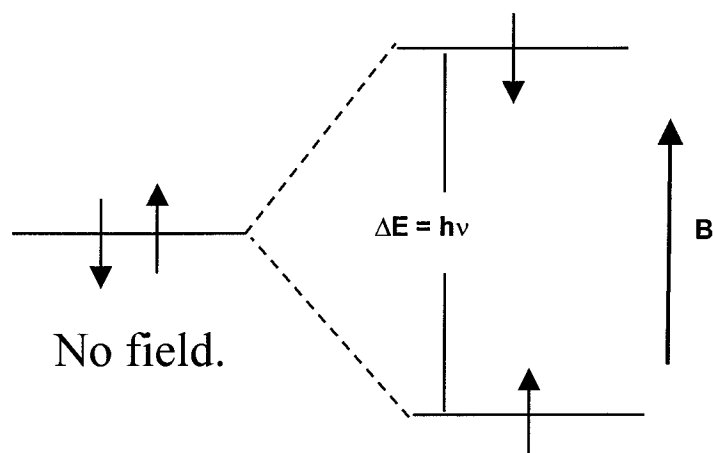 ΔE = hν
B
No field.